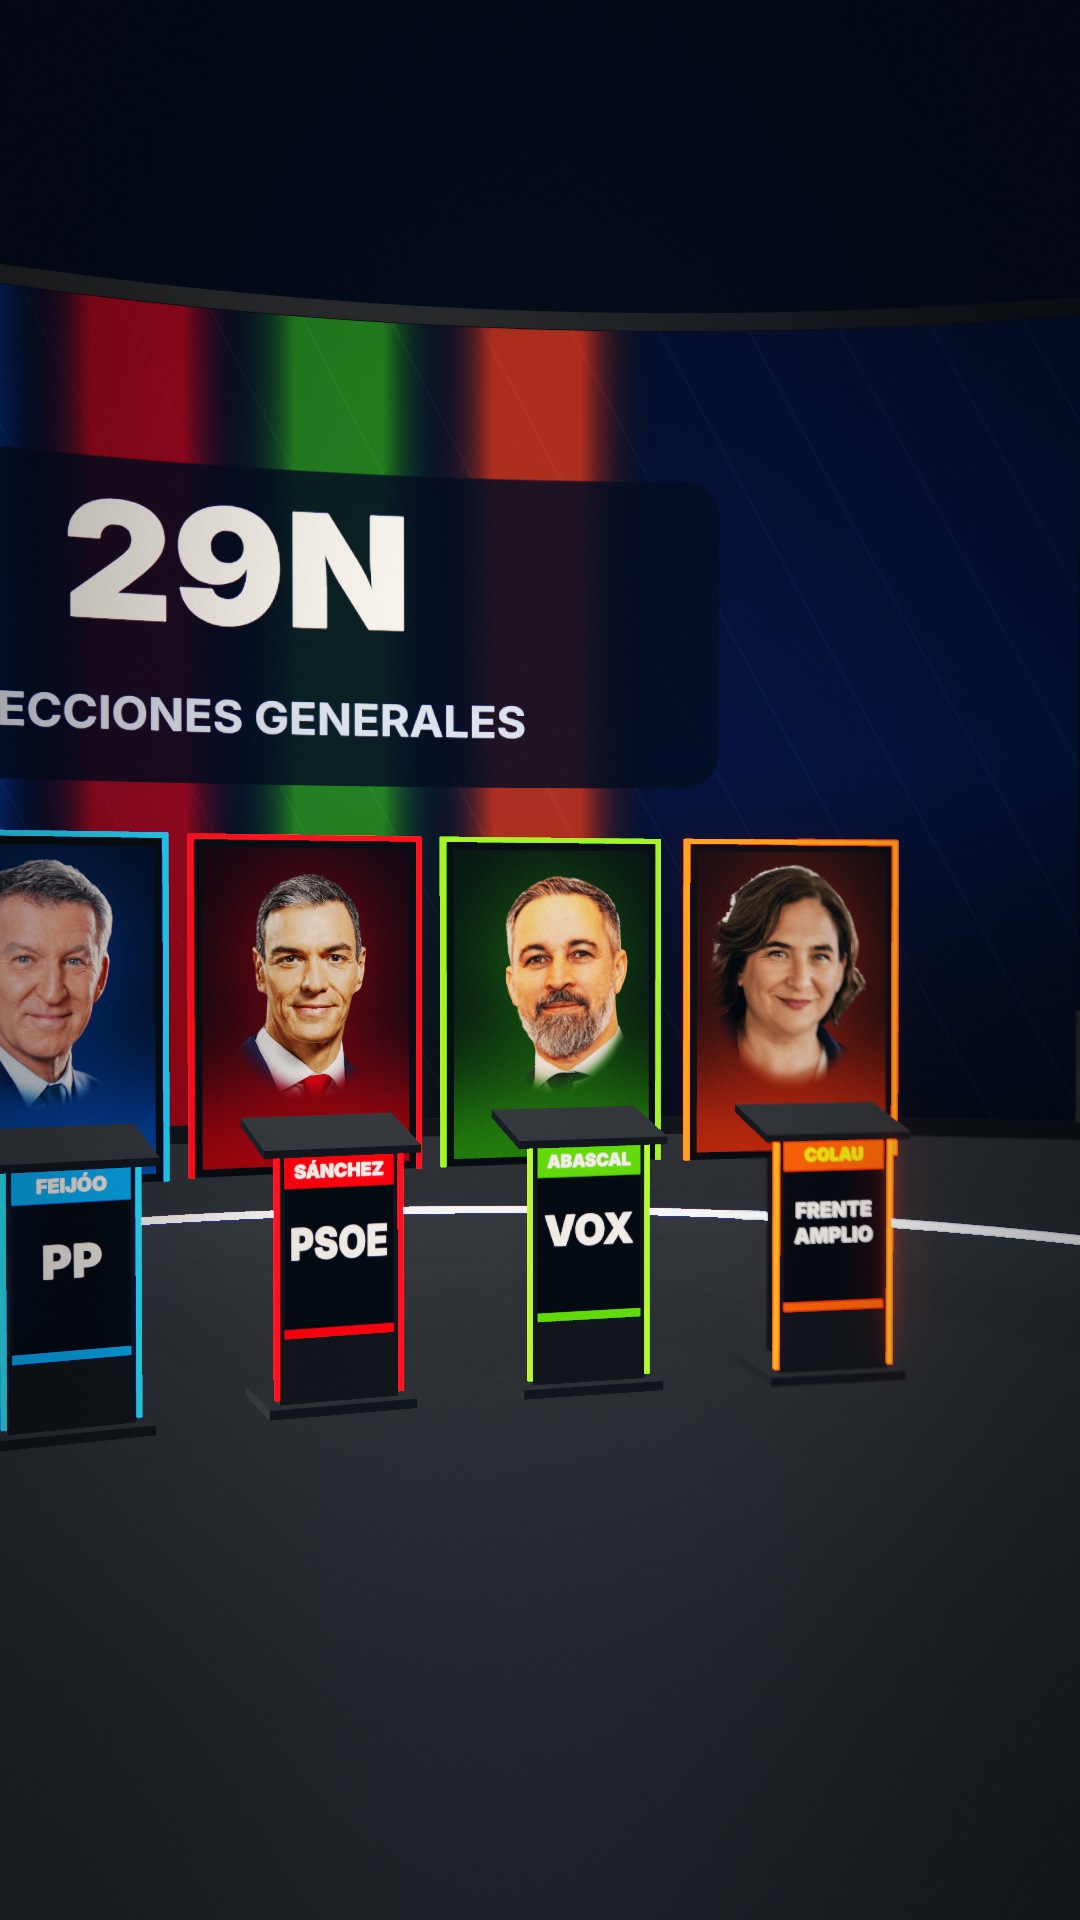 29N
ECCIONES GENERALES
FEIJÓO
PP
SÁNCHEZ
PSOE
ABASCAL
VOX
COLAU
FRENTE
AMPLIO